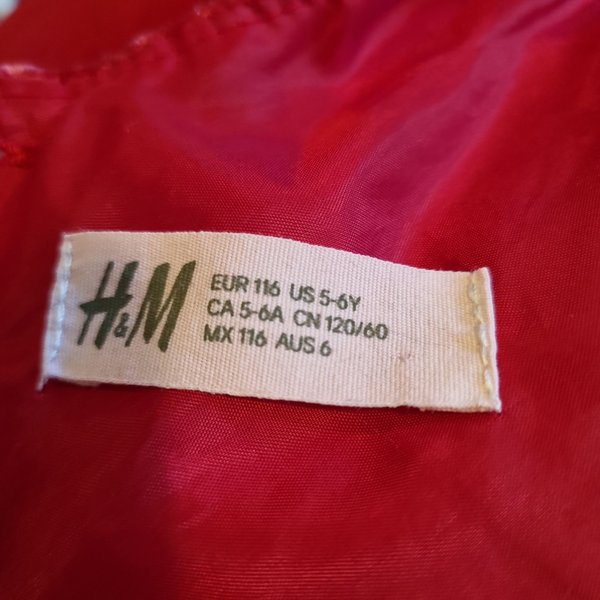 H&M
EUR 116 US 5-6Y
CA 5-6A CN 120/60
MX 116 AUS 6